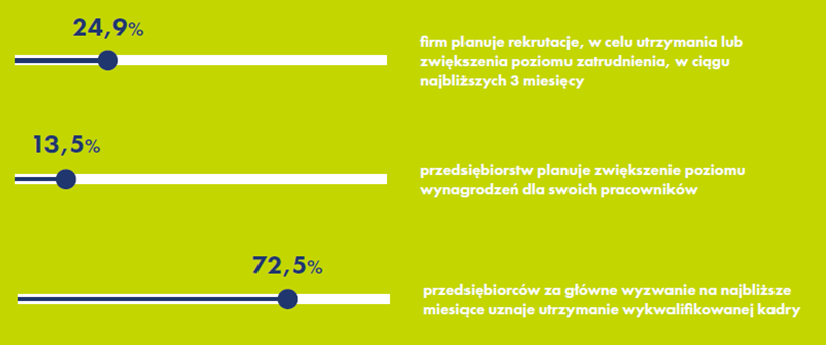 24,9%
firm planuje rekrutacje, w celu utrzymania lub
zwiększenia poziomu zatrudnienia, w ciągu
najbliższych 3 miesięcy
13,5%
przedsiębiorstw planuje zwiększenie poziomu
wynagrodzeń dla swoich pracowników
72,5%
przedsiębiorców za główne wyzwanie na najbliższe
miesiące uznaje utrzymanie wykwalifikowanej kadry